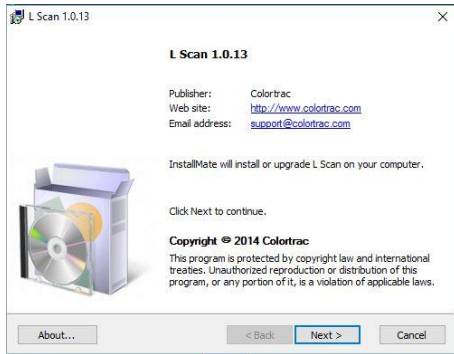 L Scan 1.0.13
L Scan 1.0.13
Publisher: Colortrac
Web site: http://www.colortrac.com
Email address: support@colortrac.com
InstallMate will install or upgrade L Scan on your computer.
Click Next to continue.
Copyright © 2014 Colortrac
This program is protected by copyright law and international
treaties. Unauthorized reproduction or distribution of this
program, or any portion of it, is a violation of applicable laws.
About... < Back Next > Cancel